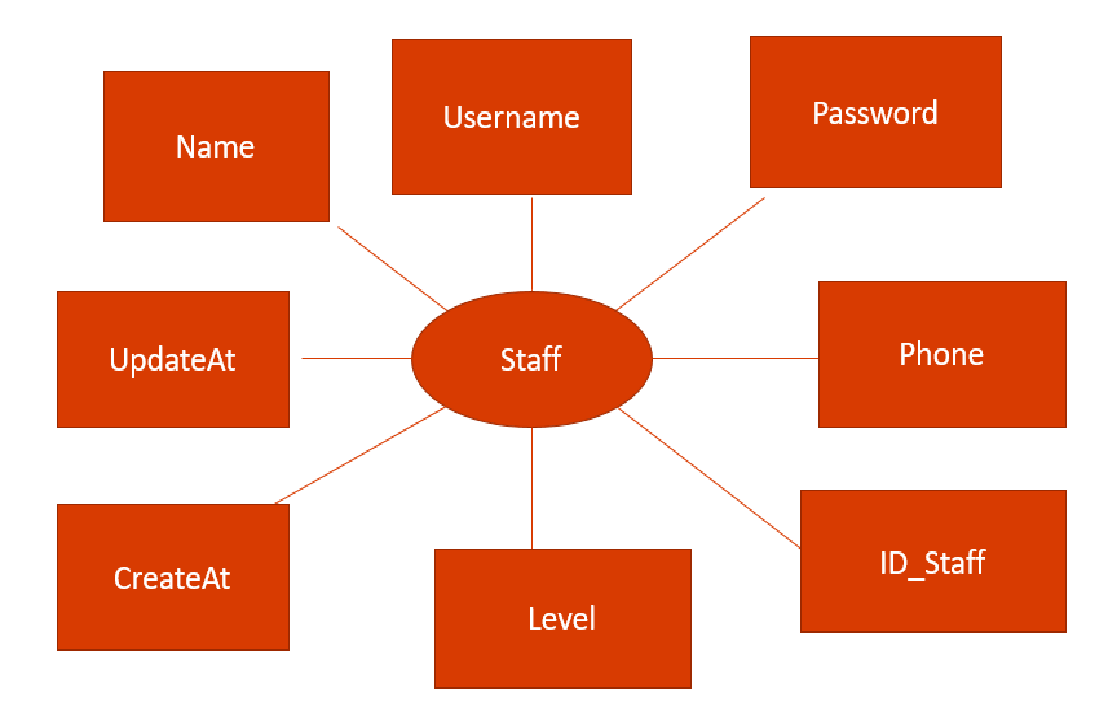 Name
Username
Password
UpdateAt
Staff
Phone
CreateAt
Level
ID_Staff